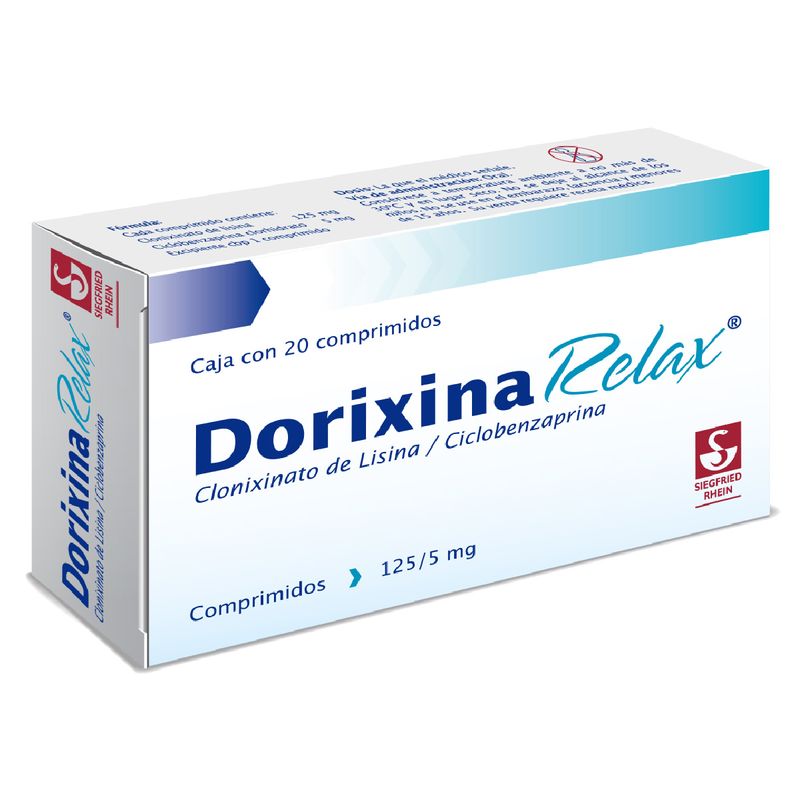 Fórmula:
Cada comprimido contiene:
Clonixinato de lisina 125 mg
Ciclobenzaprina clorhidrato 5 mg
Excipiente cbp 1 comprimido
Dosis: La que el médico señale.
Vía de administración: Oral.
Consérvese a temperatura ambiente a no más de
30°C y en lugar seco. No se deje al alcance de los
niños. No se use en el embarazo, lactancia y menores
de 15 años. Su venta requiere receta médica.
Caja con 20 comprimidos
Dorixina Relax®
Clonixinato de Lisina / Ciclobenzaprina
Comprimidos 125/5 mg
SIEGFRIED
RHEIN
SIEGFRIED
RHEIN
Dorixina Relax®
Clonixinato de Lisina / Ciclobenzaprina